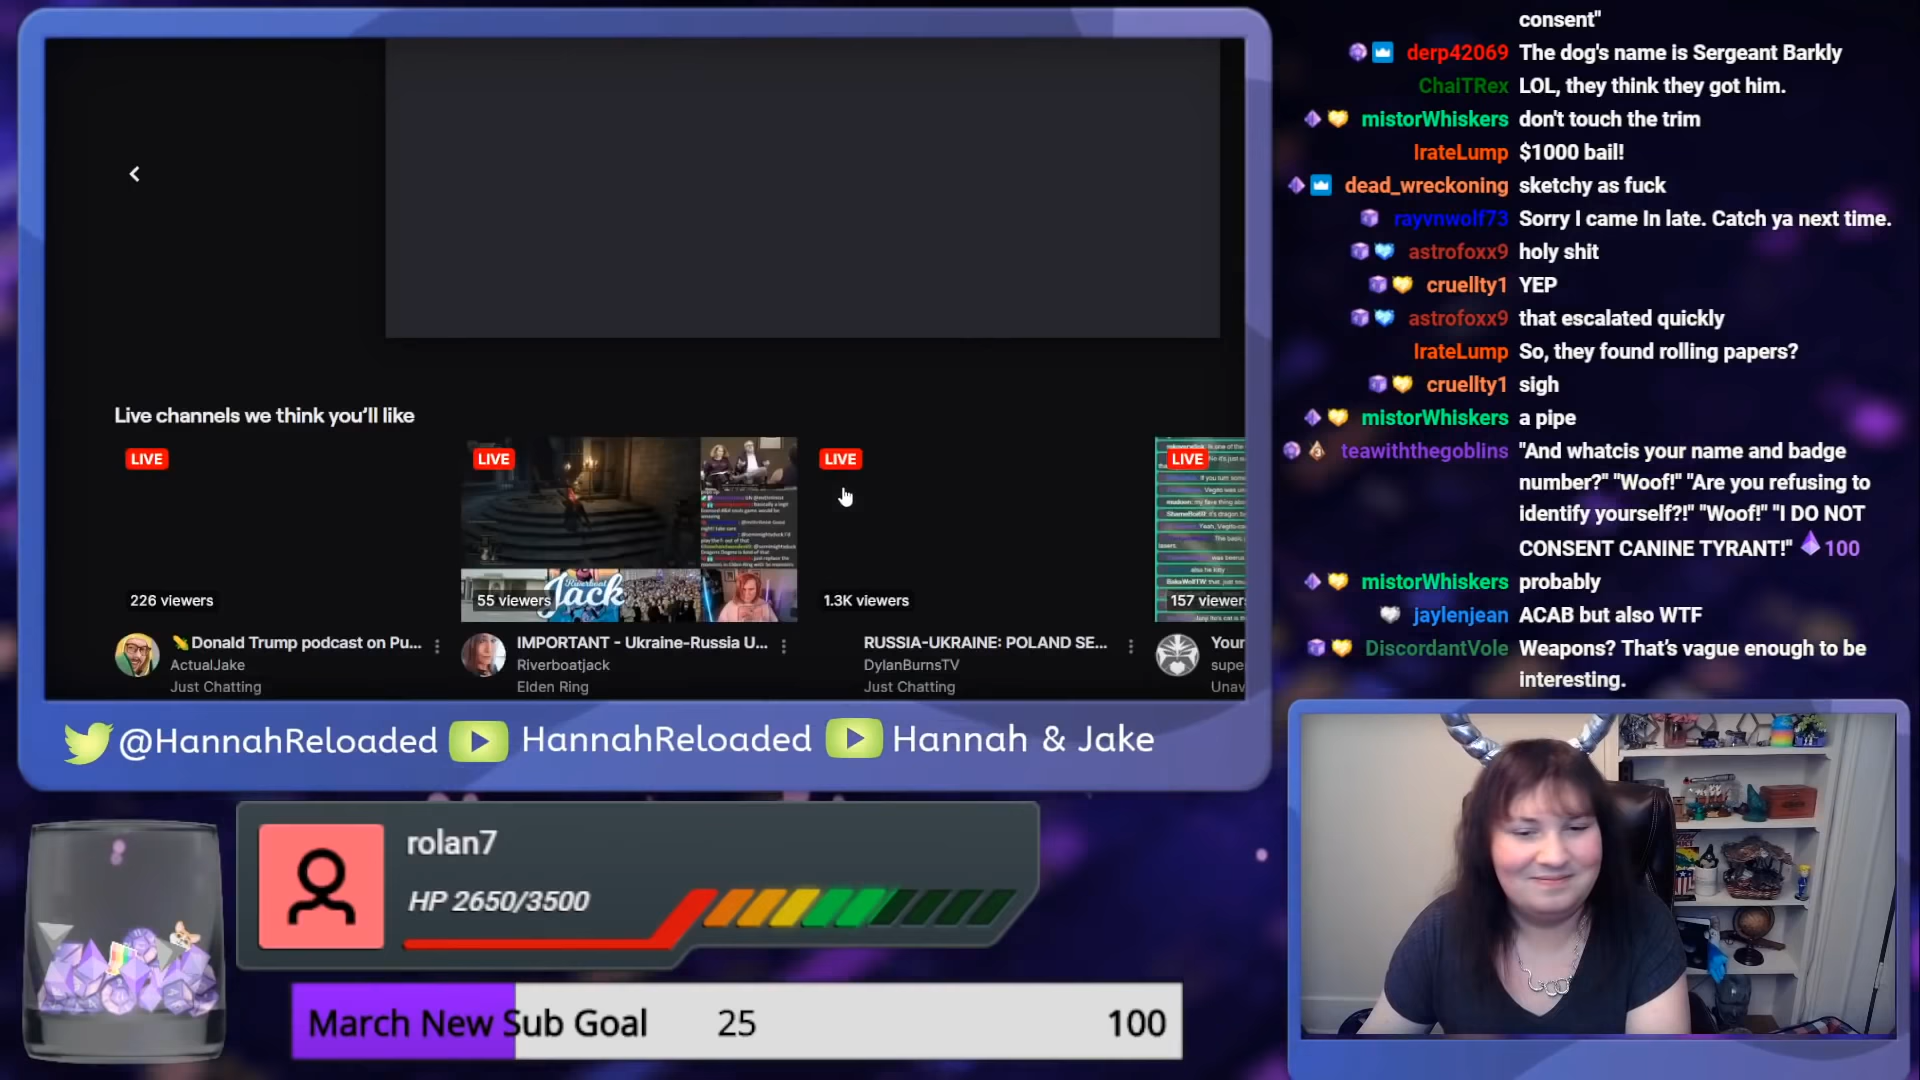 Live channels we think you'll like
LIVE
LIVE
LIVE
LIVE
226 viewers
55 viewers
1.3K viewers
157 viewers
Riverboat
Jack
Donald Trump podcast on Pu...
ActualJake
Just Chatting
IMPORTANT - Ukraine-Russia U...
Riverboatjack
Elden Ring
RUSSIA-UKRAINE: POLAND SE...
DylanBurnsTV
Just Chatting
Your
supe
Unav
@HannahReloaded HannahReloaded Hannah & Jake
rolan7
HP 2650/3500
March New Sub Goal 25 100
consent"
derp42069 The dog's name is Sergeant Barkly
ChaiTRex LOL, they think they got him.
mistorWhiskers don't touch the trim
IrateLump $1000 bail!
dead_wreckoning sketchy as fuck
rayvnwolf73 Sorry I came In late. Catch ya next time.
astrofoxx9 holy shit
cruellty1 YEP
astrofoxx9 that escalated quickly
IrateLump So, they found rolling papers?
cruellty1 sigh
mistorWhiskers a pipe
teawiththegoblins "And whatcis your name and badge
number?" "Woof!" "Are you refusing to
identify yourself?!" "Woof!" "I DO NOT
CONSENT CANINE TYRANT!" 100
mistorWhiskers probably
jaylenjean ACAB but also WTF
DiscordantVole Weapons? That's vague enough to be
interesting.